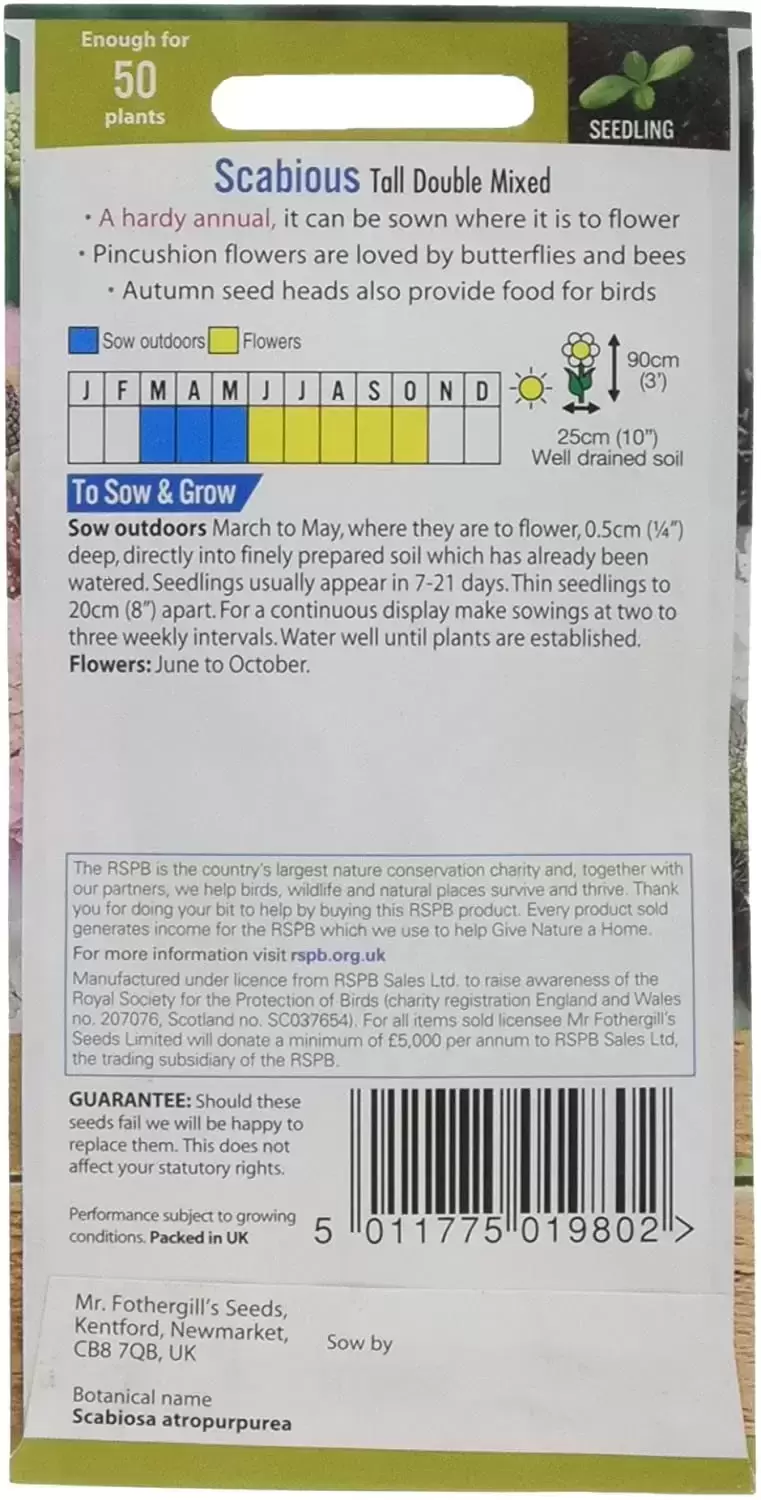 Enough for
50
plants
SEEDLING
Scabious Tall Double Mixed
• A hardy annual, it can be sown where it is to flower
• Pincushion flowers are loved by butterflies and bees
• Autumn seed heads also provide food for birds
Sow outdoors Flowers
J F M A M J J A S O N D
90cm
(3')
25cm (10")
Well drained soil
To Sow & Grow
Sow outdoors March to May, where they are to flower, 0.5cm (¼")
deep, directly into finely prepared soil which has already been
watered. Seedlings usually appear in 7-21 days. Thin seedlings to
20cm (8") apart. For a continuous display make sowings at two to
three weekly intervals. Water well until plants are established.
Flowers: June to October.
The RSPB is the country's largest nature conservation charity and, together with
our partners, we help birds, wildlife and natural places survive and thrive. Thank
you for doing your bit to help by buying this RSPB product. Every product sold
generates income for the RSPB which we use to help Give Nature a Home.
For more information visit rspb.org.uk
Manufactured under licence from RSPB Sales Ltd. to raise awareness of the
Royal Society for the Protection of Birds (charity registration England and Wales
no. 207076, Scotland no. SC037654). For all items sold licensee Mr Fothergill's
Seeds Limited will donate a minimum of £5,000 per annum to RSPB Sales Ltd,
the trading subsidiary of the RSPB.
GUARANTEE: Should these
seeds fail we will be happy to
replace them. This does not
affect your statutory rights.
Performance subject to growing
conditions. Packed in UK
5 011775 019802 >
Mr. Fothergill's Seeds,
Kentford, Newmarket,
CB8 7QB, UK
Sow by
Botanical name
Scabiosa atropurpurea